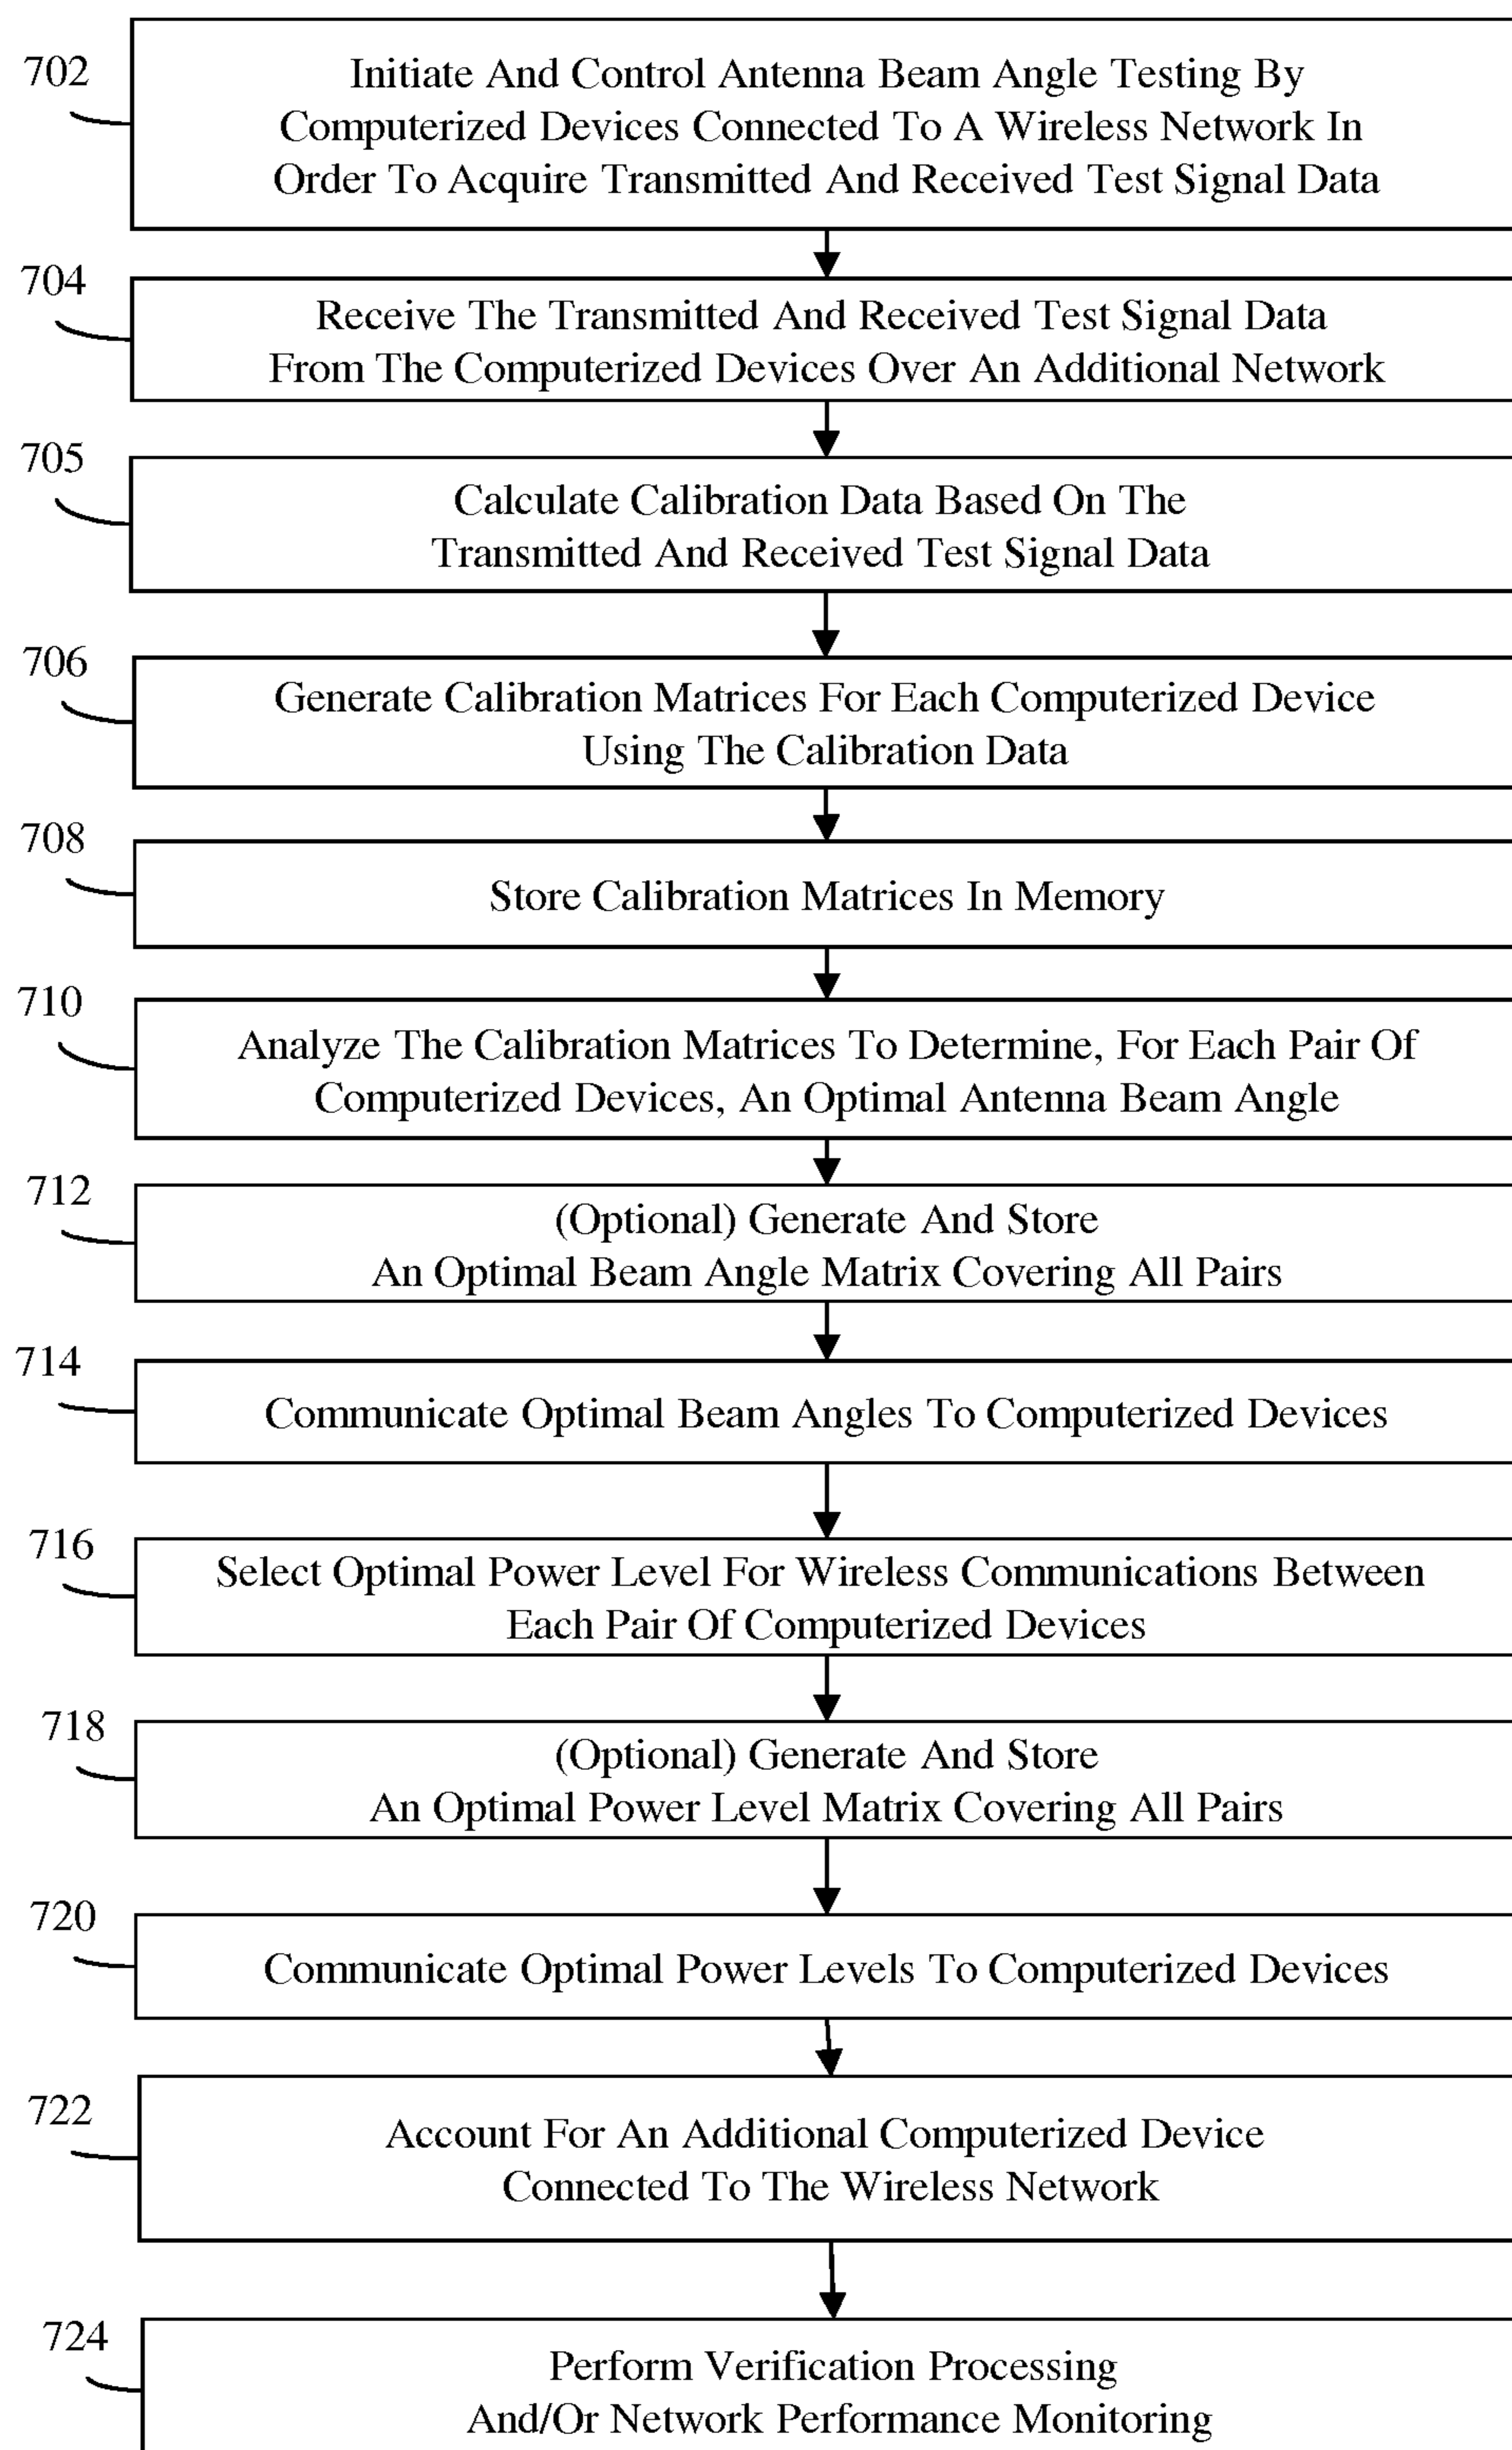 702
Initiate And Control Antenna Beam Angle Testing By
Computerized Devices Connected To A Wireless Network In
Order To Acquire Transmitted And Received Test Signal Data
704
Receive The Transmitted And Received Test Signal Data
From The Computerized Devices Over An Additional Network
705
Calculate Calibration Data Based On The
Transmitted And Received Test Signal Data
706
Generate Calibration Matrices For Each Computerized Device
Using The Calibration Data
708
Store Calibration Matrices In Memory
710
Analyze The Calibration Matrices To Determine, For Each Pair Of
Computerized Devices, An Optimal Antenna Beam Angle
712
(Optional) Generate And Store
An Optimal Beam Angle Matrix Covering All Pairs
714
Communicate Optimal Beam Angles To Computerized Devices
716
Select Optimal Power Level For Wireless Communications Between
Each Pair Of Computerized Devices
718
(Optional) Generate And Store
An Optimal Power Level Matrix Covering All Pairs
720
Communicate Optimal Power Levels To Computerized Devices
722
Account For An Additional Computerized Device
Connected To The Wireless Network
724
Perform Verification Processing
And/Or Network Performance Monitoring